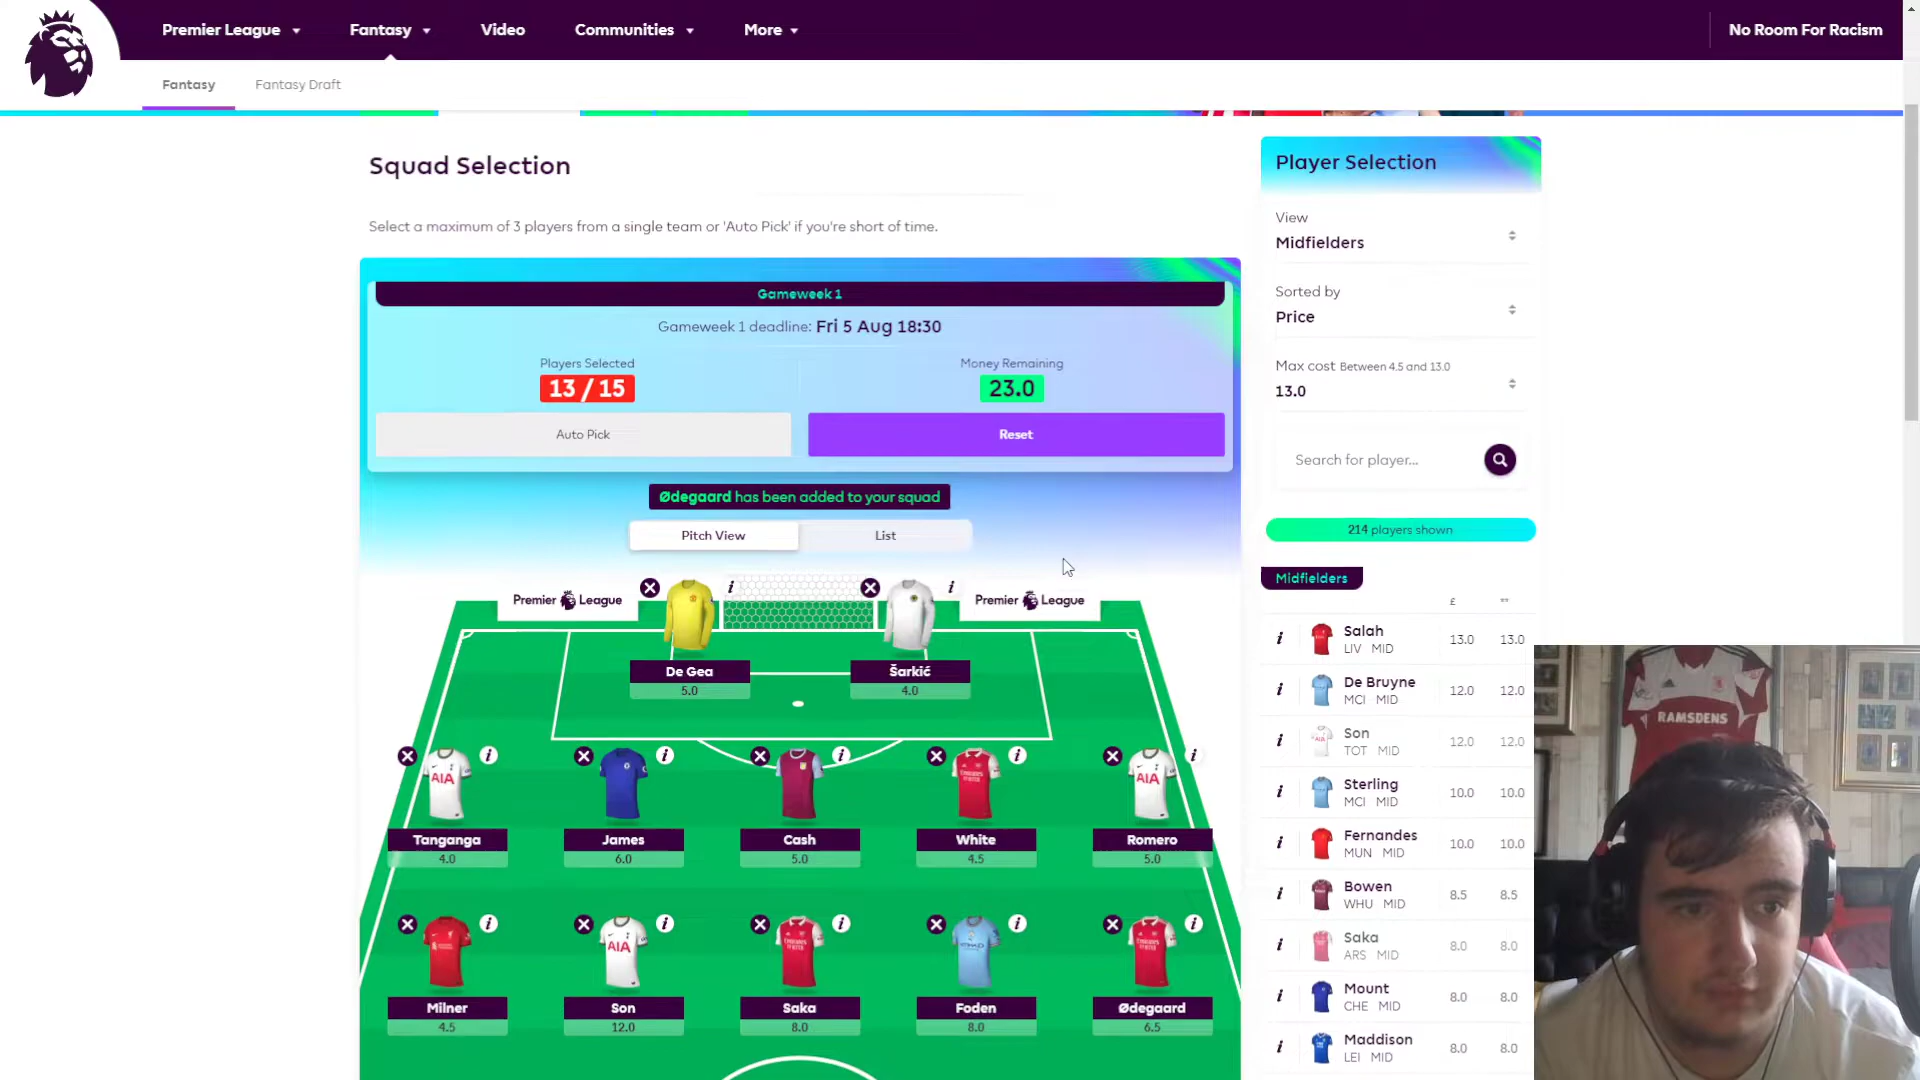 Premier League Fantasy Video Communities More No Room For Racism
Fantasy Fantasy Draft
Squad Selection
Select a maximum of 3 players from a single team or 'Auto Pick' if you're short of time.
Gameweek 1
Gameweek 1 deadline: Fri 5 Aug 18:30
Players Selected Money Remaining
13 / 15 23.0
Auto Pick Reset
Ødegaard has been added to your squad
Pitch View List
Premier League Premier League
De Gea Šarkić
5.0 4.0
AIA AIA
Tanganga James Cash White Romero
4.0 6.0 5.0 4.5 5.0
AIA
Milner Son Saka Foden Ødegaard
4.5 12.0 8.0 8.0 6.5
Player Selection
View
Midfielders
Sorted by
Price
Max cost Between 4.5 and 13.0
13.0
Search for player...
214 players shown
Midfielders
£ **
Salah 13.0 13.0
LIV MID
De Bruyne 12.0 12.0
MCI MID
Son 12.0 12.0
TOT MID
Sterling 10.0 10.0
MCI MID
Fernandes 10.0 10.0
MUN MID
Bowen 8.5 8.5
WHU MID
Saka 8.0 8.0
ARS MID
Mount 8.0 8.0
CHE MID
Maddison 8.0 8.0
LEI MID
RAMSDENS